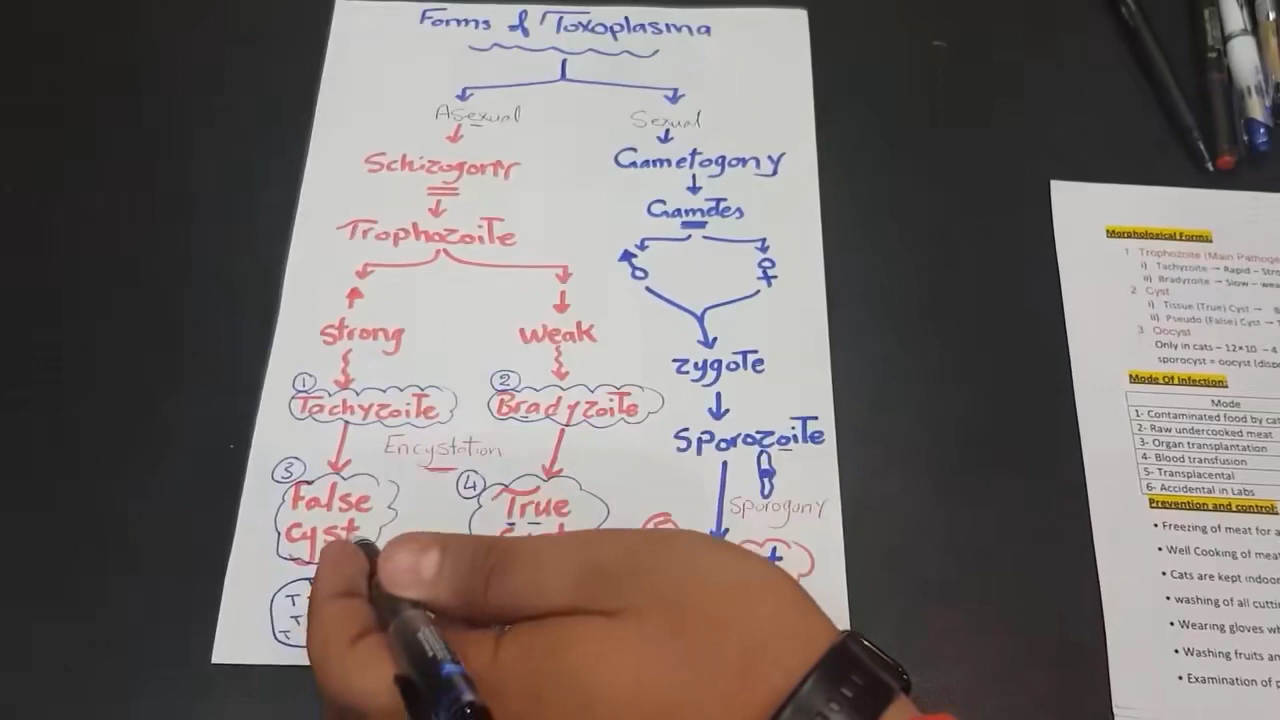 Forms of Toxoplasma
Asexual
Sexual
Schizogony
Gametogony
Trophozoite
Gametes
♂
♀
Strong
Weak
Zygote
1
Tachyzoite
2
Bradyzoite
Sporozoite
Encystation
3
False
Cyst
4
True
Sporogony
T
T
T
Morphological Forms:
1 Trophozoite (Main Pathoge
i) Tachyzoite → Rapid – Stro
ii) Bradyzoite → Slow – wea
2 Cyst
i) Tissue (True) Cyst →
ii) Pseudo (False) Cyst →
3 Oocyst
Only in cats – 12×10 – 4
sporocyst = oocyst (disp
Mode Of Infection:
Mode
1- Contaminated food by cat
2- Raw undercooked meat
3- Organ transplantation
4- Blood transfusion
5- Transplacental
6- Accidental in Labs
Prevention and control:
• Freezing of meat for a
• Well Cooking of mea
• Cats are kept indoor
• washing of all cutti
• Wearing gloves wh
• Washing fruits an
• Examination of p